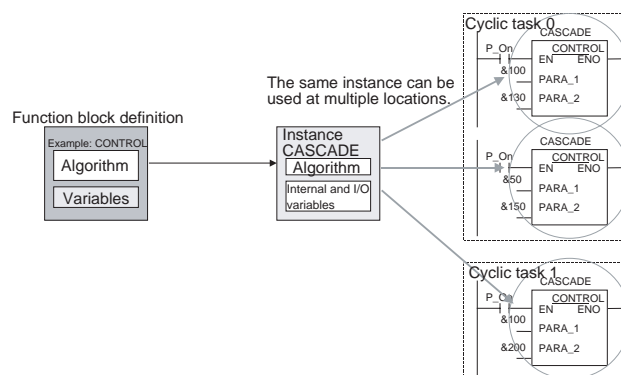 Function block definition
Example: CONTROL
Algorithm
Variables
The same instance can be
used at multiple locations.
Instance
CASCADE
Algorithm
Internal and I/O
variables
Cyclic task 0
CASCADE
P_On
CONTROL
EN ENO
&100
PARA_1
&130
PARA_2
CASCADE
P_On
CONTROL
EN ENO
&50
PARA_1
&150
PARA_2
Cyclic task 1
CASCADE
P_On
CONTROL
EN ENO
&100
PARA_1
&200
PARA_2